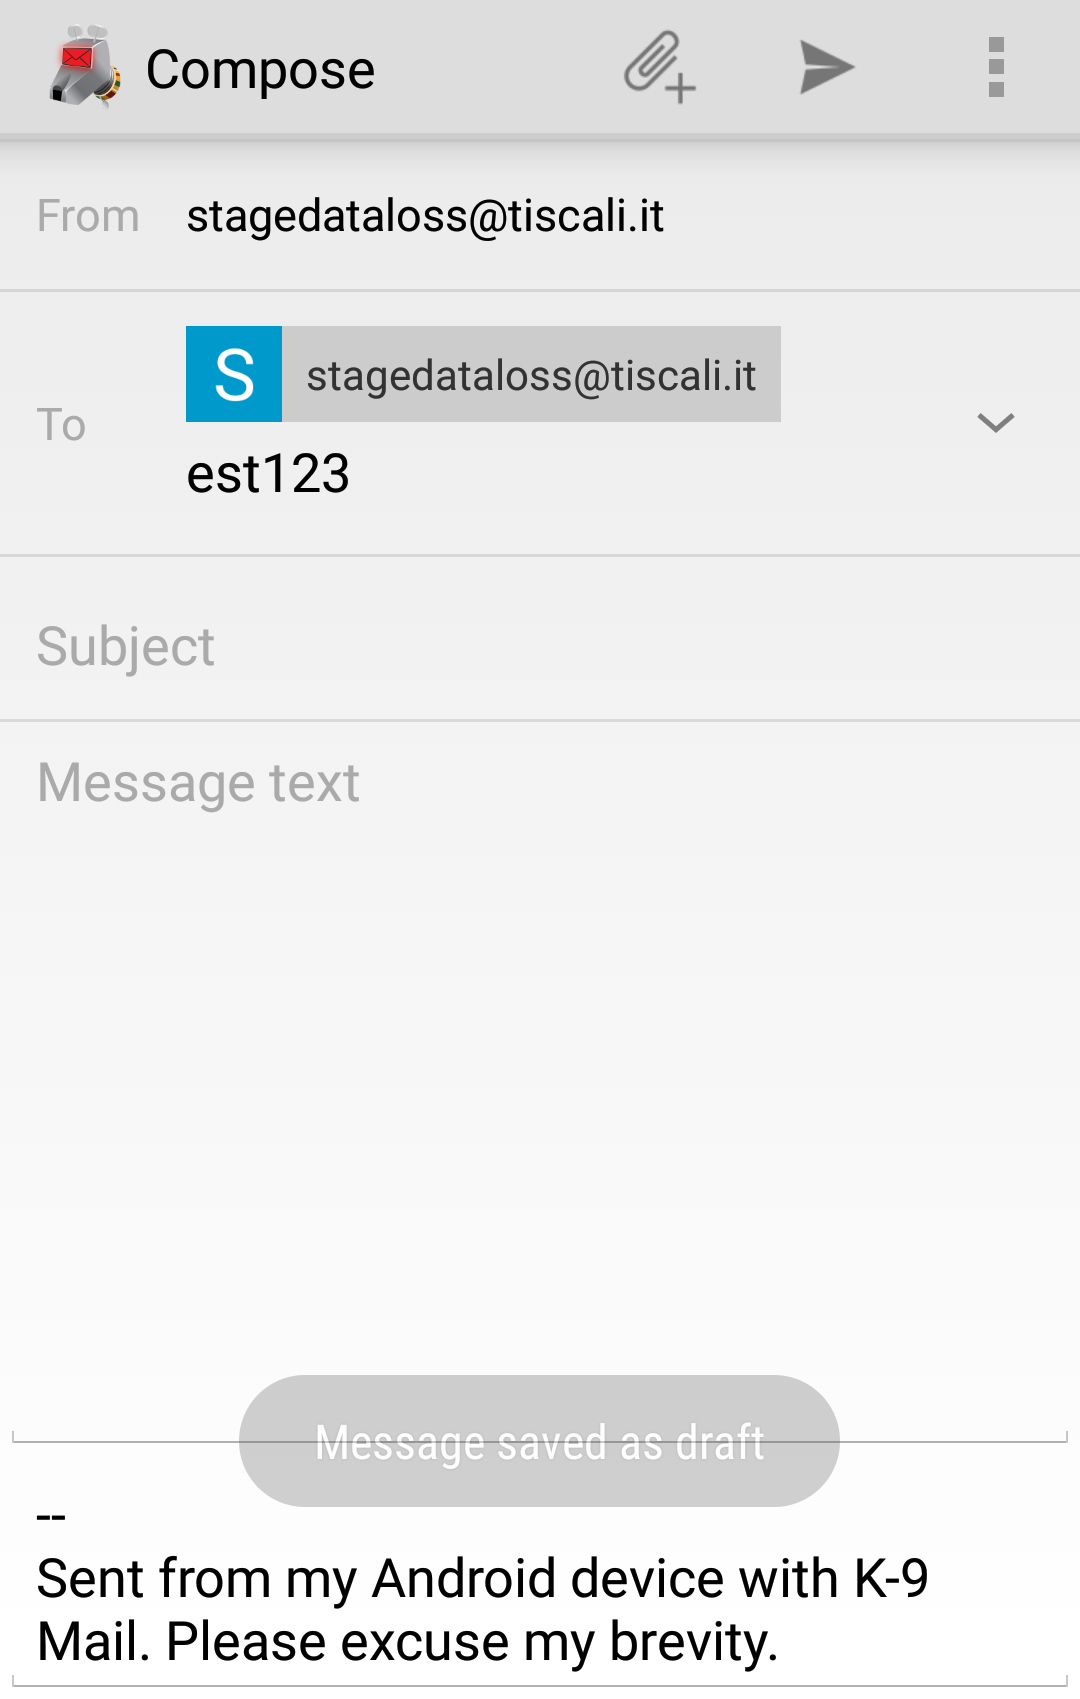 Compose
From stagedataloss@tiscali.it
S stagedataloss@tiscali.it
To
est123
Subject
Message text
Message saved as draft
--
Sent from my Android device with K-9
Mail. Please excuse my brevity.